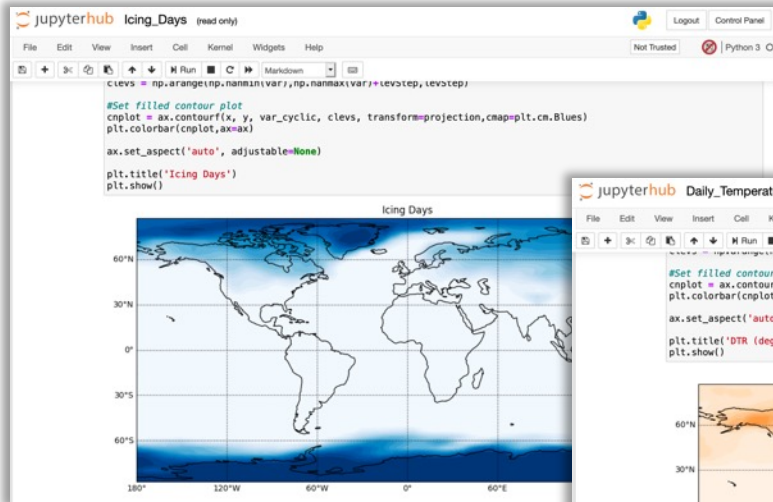 jupyterhub Icing_Days (read only)
Logout Control Panel
File Edit View Insert Cell Kernel Widgets Help
Not Trusted Python 3 O
Run Markdown
clevs = np.arange(np.nanmin(var),np.nanmax(var)+levStep,levStep)
#Set filled contour plot
cnplot = ax.contourf(x, y, var_cyclic, clevs, transform=projection,cmap=plt.cm.Blues)
plt.colorbar(cnplot,ax=ax)
ax.set_aspect('auto', adjustable=None)
plt.title('Icing Days')
plt.show()
Icing Days
60°N
30°N
0°
30°S
60°S
180° 120°W 60°W 0° 60°E
jupyterhub Daily_Temperat
File Edit View Insert Cell K
Run
#Set filled contour
cnplot = ax.contour
plt.colorbar(cnplot
ax.set_aspect('auto
plt.title('DTR (deg
plt.show()
60°N
30°N